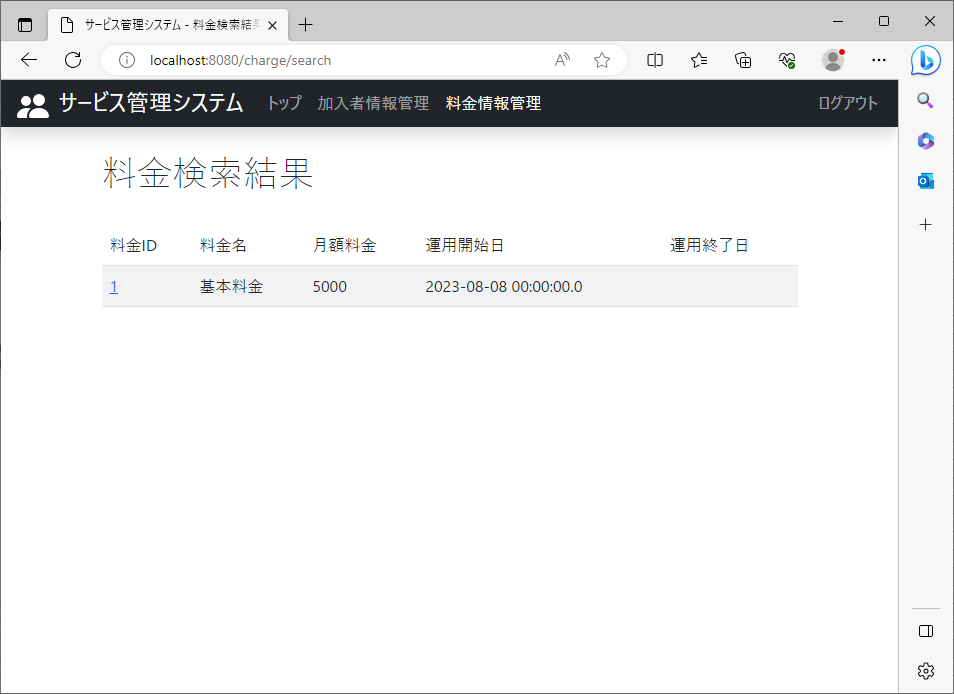 サービス管理システム - 料金検索結果
localhost:8080/charge/search
サービス管理システム トップ 加入者情報管理 料金情報管理 ログアウト
料金検索結果
料金ID 料金名 月額料金 運用開始日 運用終了日
1 基本料金 5000 2023-08-08 00:00:00.0